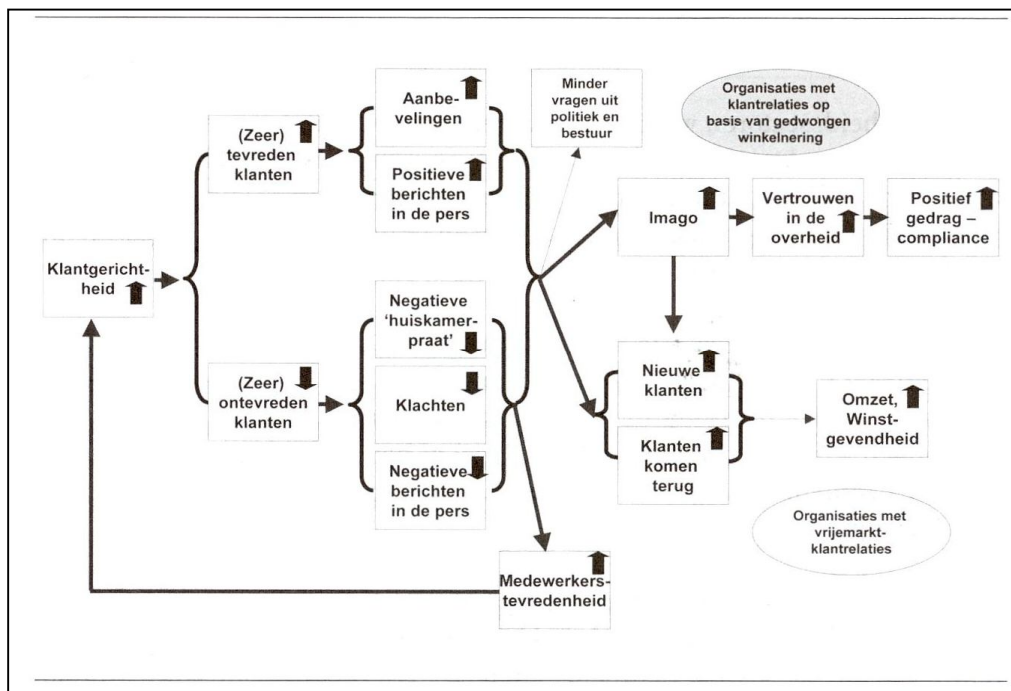 Aanbe-
velingen
Minder
vragen uit
politiek en
bestuur
Organisaties met
klantrelaties op
basis van gedwongen
winkelnering
(Zeer)
tevreden
klanten
Positieve
berichten
in de pers
Imago
Vertrouwen
in de
overheid
Positief
gedrag –
compliance
Klantgericht-
heid
Negatieve
‘huiskamer-
praat’
(Zeer)
ontevreden
klanten
Klachten
Negatieve
berichten
in de pers
Nieuwe
klanten
Klanten
komen
terug
Omzet,
Winst-
gevendheid
Organisaties met
vrijemarkt-
klantrelaties
Medewerkers-
tevredenheid